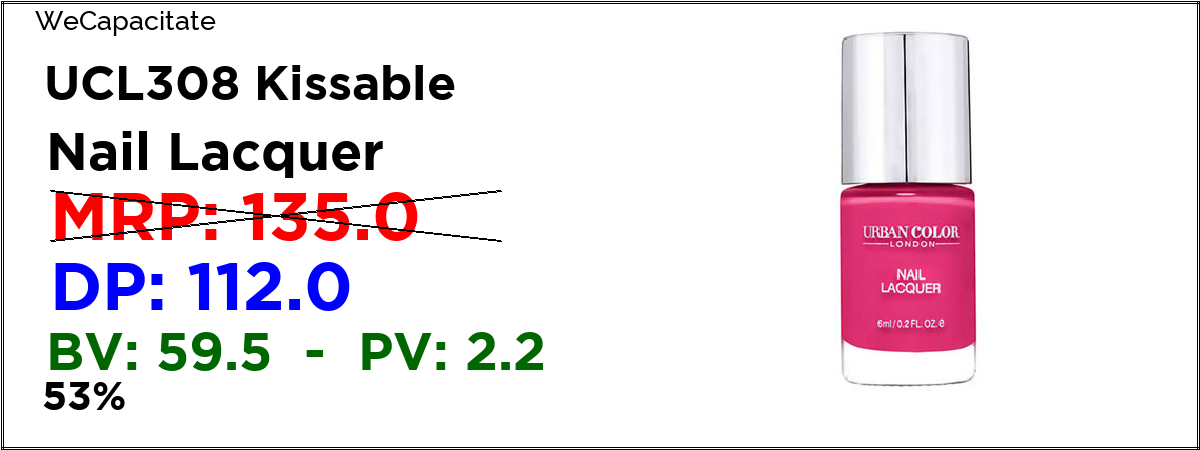 WeCapacitate
UCL308 Kissable
Nail Lacquer
MRP: 135.0
DP: 112.0
BV: 59.5 - PV: 2.2
53%
URBAN COLOR
LONDON
NAIL
LACQUER
6ml / 0.2 FL. OZ. e